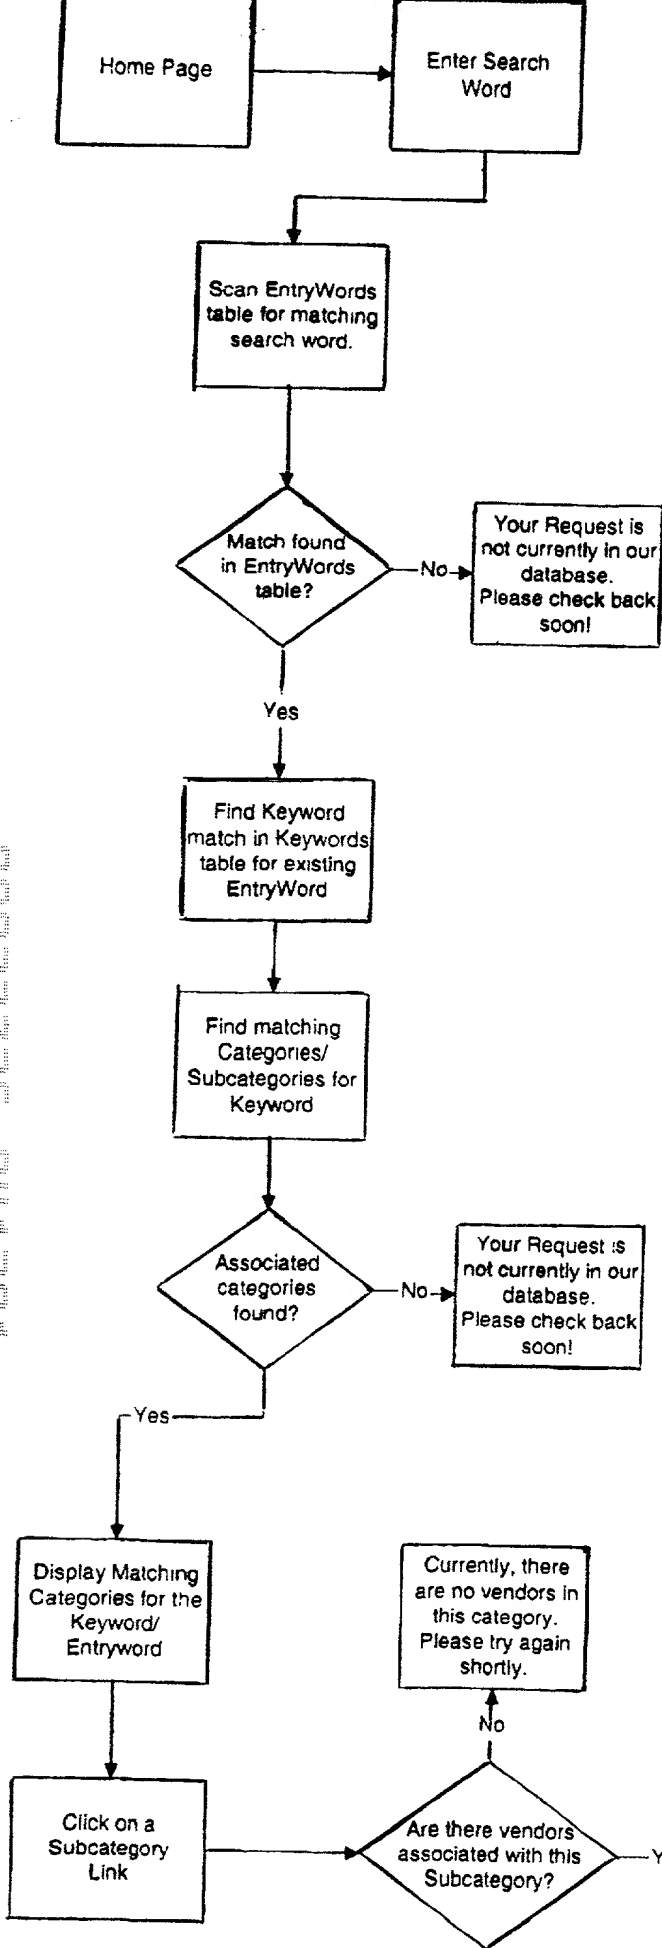 Home Page
Enter Search
Word
Scan EntryWords
table for matching
search word.
Match found
in EntryWords
table?
No
Your Request is
not currently in our
database.
Please check back
soon!
Yes
Find Keyword
match in Keywords
table for existing
EntryWord
Find matching
Categories/
Subcategories for
Keyword
Associated
categories
found?
No
Your Request is
not currently in our
database.
Please check back
soon!
Yes
Display Matching
Categories for the
Keyword/
Entryword
Currently, there
are no vendors in
this category.
Please try again
shortly.
No
Click on a
Subcategory
Link
Are there vendors
associated with this
Subcategory?